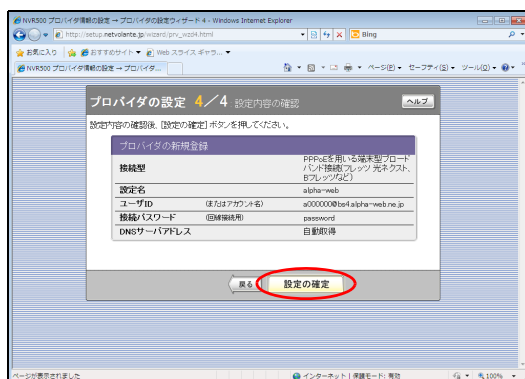 NVR500 プロバイダ情報の設定 → プロバイダの設定ウィザード 4 - Windows Internet Explorer
http://setup.netvolante.jp/wizard/prv_wzd4.html
Bing
お気に入り
おすすめサイト
Web スライス ギャラ...
NVR500 プロバイダ情報の設定 → プロバイダ...
ページ(P)
セーフティ(S)
ツール(O)
プロバイダの設定 4/4 設定内容の確認
ヘルプ
設定内容の確認後、[設定の確定] ボタンを押してください。
プロバイダの新規登録
接続型
PPPoEを用いる端末型ブロード
バンド接続(フレッツ 光ネクスト、
Bフレッツなど)
設定名 alpha-web
ユーザID (またはアカウント名) a0000000@bs4.alpha-web.ne.jp
接続パスワード (回線接続用) password
DNSサーバアドレス 自動取得
戻る
設定の確定
ページが表示されました
インターネット | 保護モード: 有効
100%